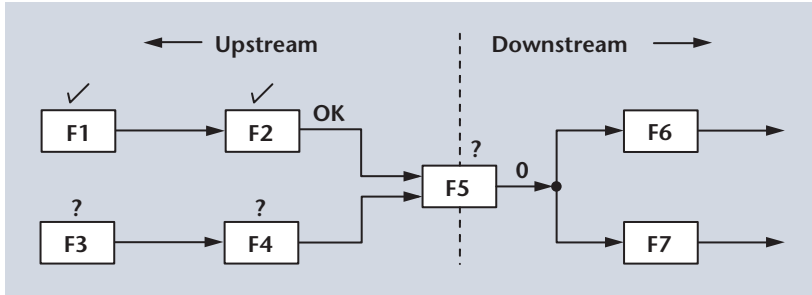 Upstream Downstream
✓ ✓
F1 F2 OK F6
? 0
F5
? ?
F3 F4 F7